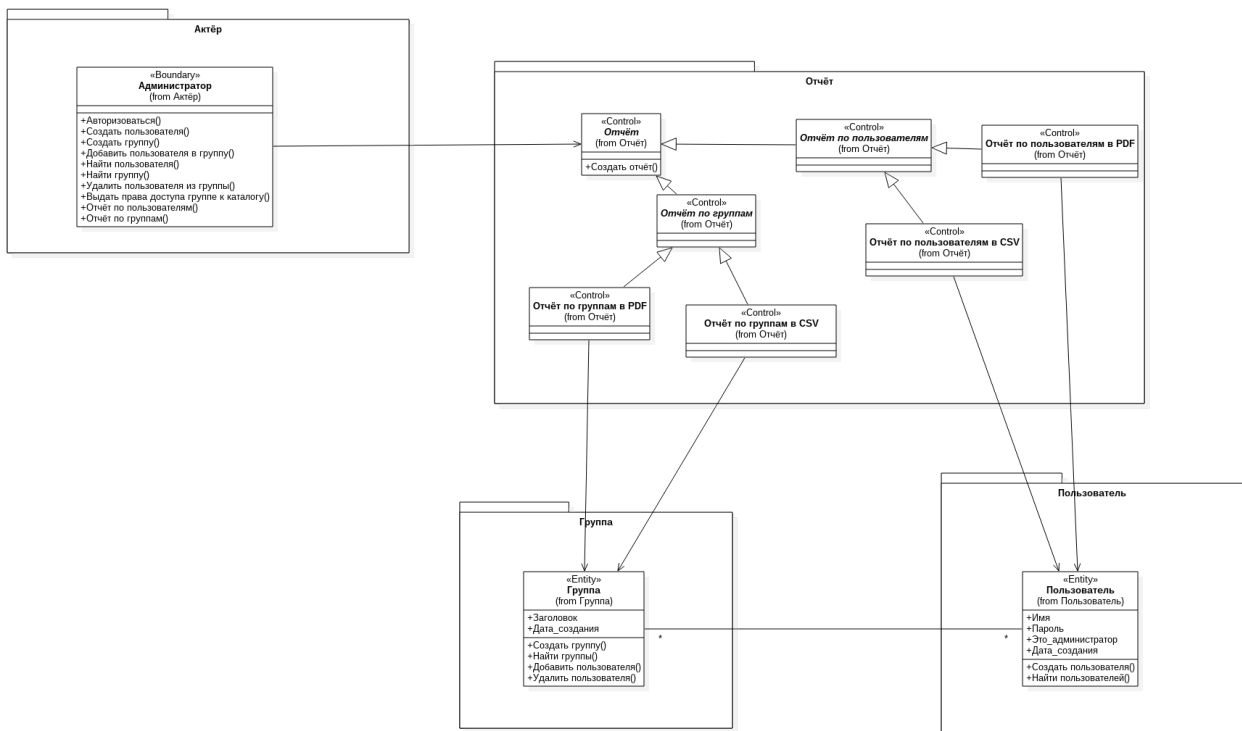 Актёр
«Boundary»
Администратор
(from Актёр)
+Авторизоваться()
+Создать пользователя()
+Создать группу()
+Добавить пользователя в группу()
+Найти пользователя()
+Найти группу()
+Удалить пользователя из группы()
+Выдать права доступа группе к каталогу()
+Отчёт по пользователям()
+Отчёт по группам()
Отчёт
«Control»
Отчёт
(from Отчёт)
+Создать отчёт()
«Control»
Отчёт по пользователям
(from Отчёт)
«Control»
Отчёт по пользователям в PDF
(from Отчёт)
«Control»
Отчёт по группам
(from Отчёт)
«Control»
Отчёт по пользователям в CSV
(from Отчёт)
«Control»
Отчёт по группам в PDF
(from Отчёт)
«Control»
Отчёт по группам в CSV
(from Отчёт)
Группа
«Entity»
Группа
(from Группа)
+Заголовок
+Дата_создания
+Создать группу()
+Найти группы()
+Добавить пользователя()
+Удалить пользователя()
*
*
Пользователь
«Entity»
Пользователь
(from Пользователь)
+Имя
+Пароль
+Это_администратор
+Дата_создания
+Создать пользователя()
+Найти пользователей()